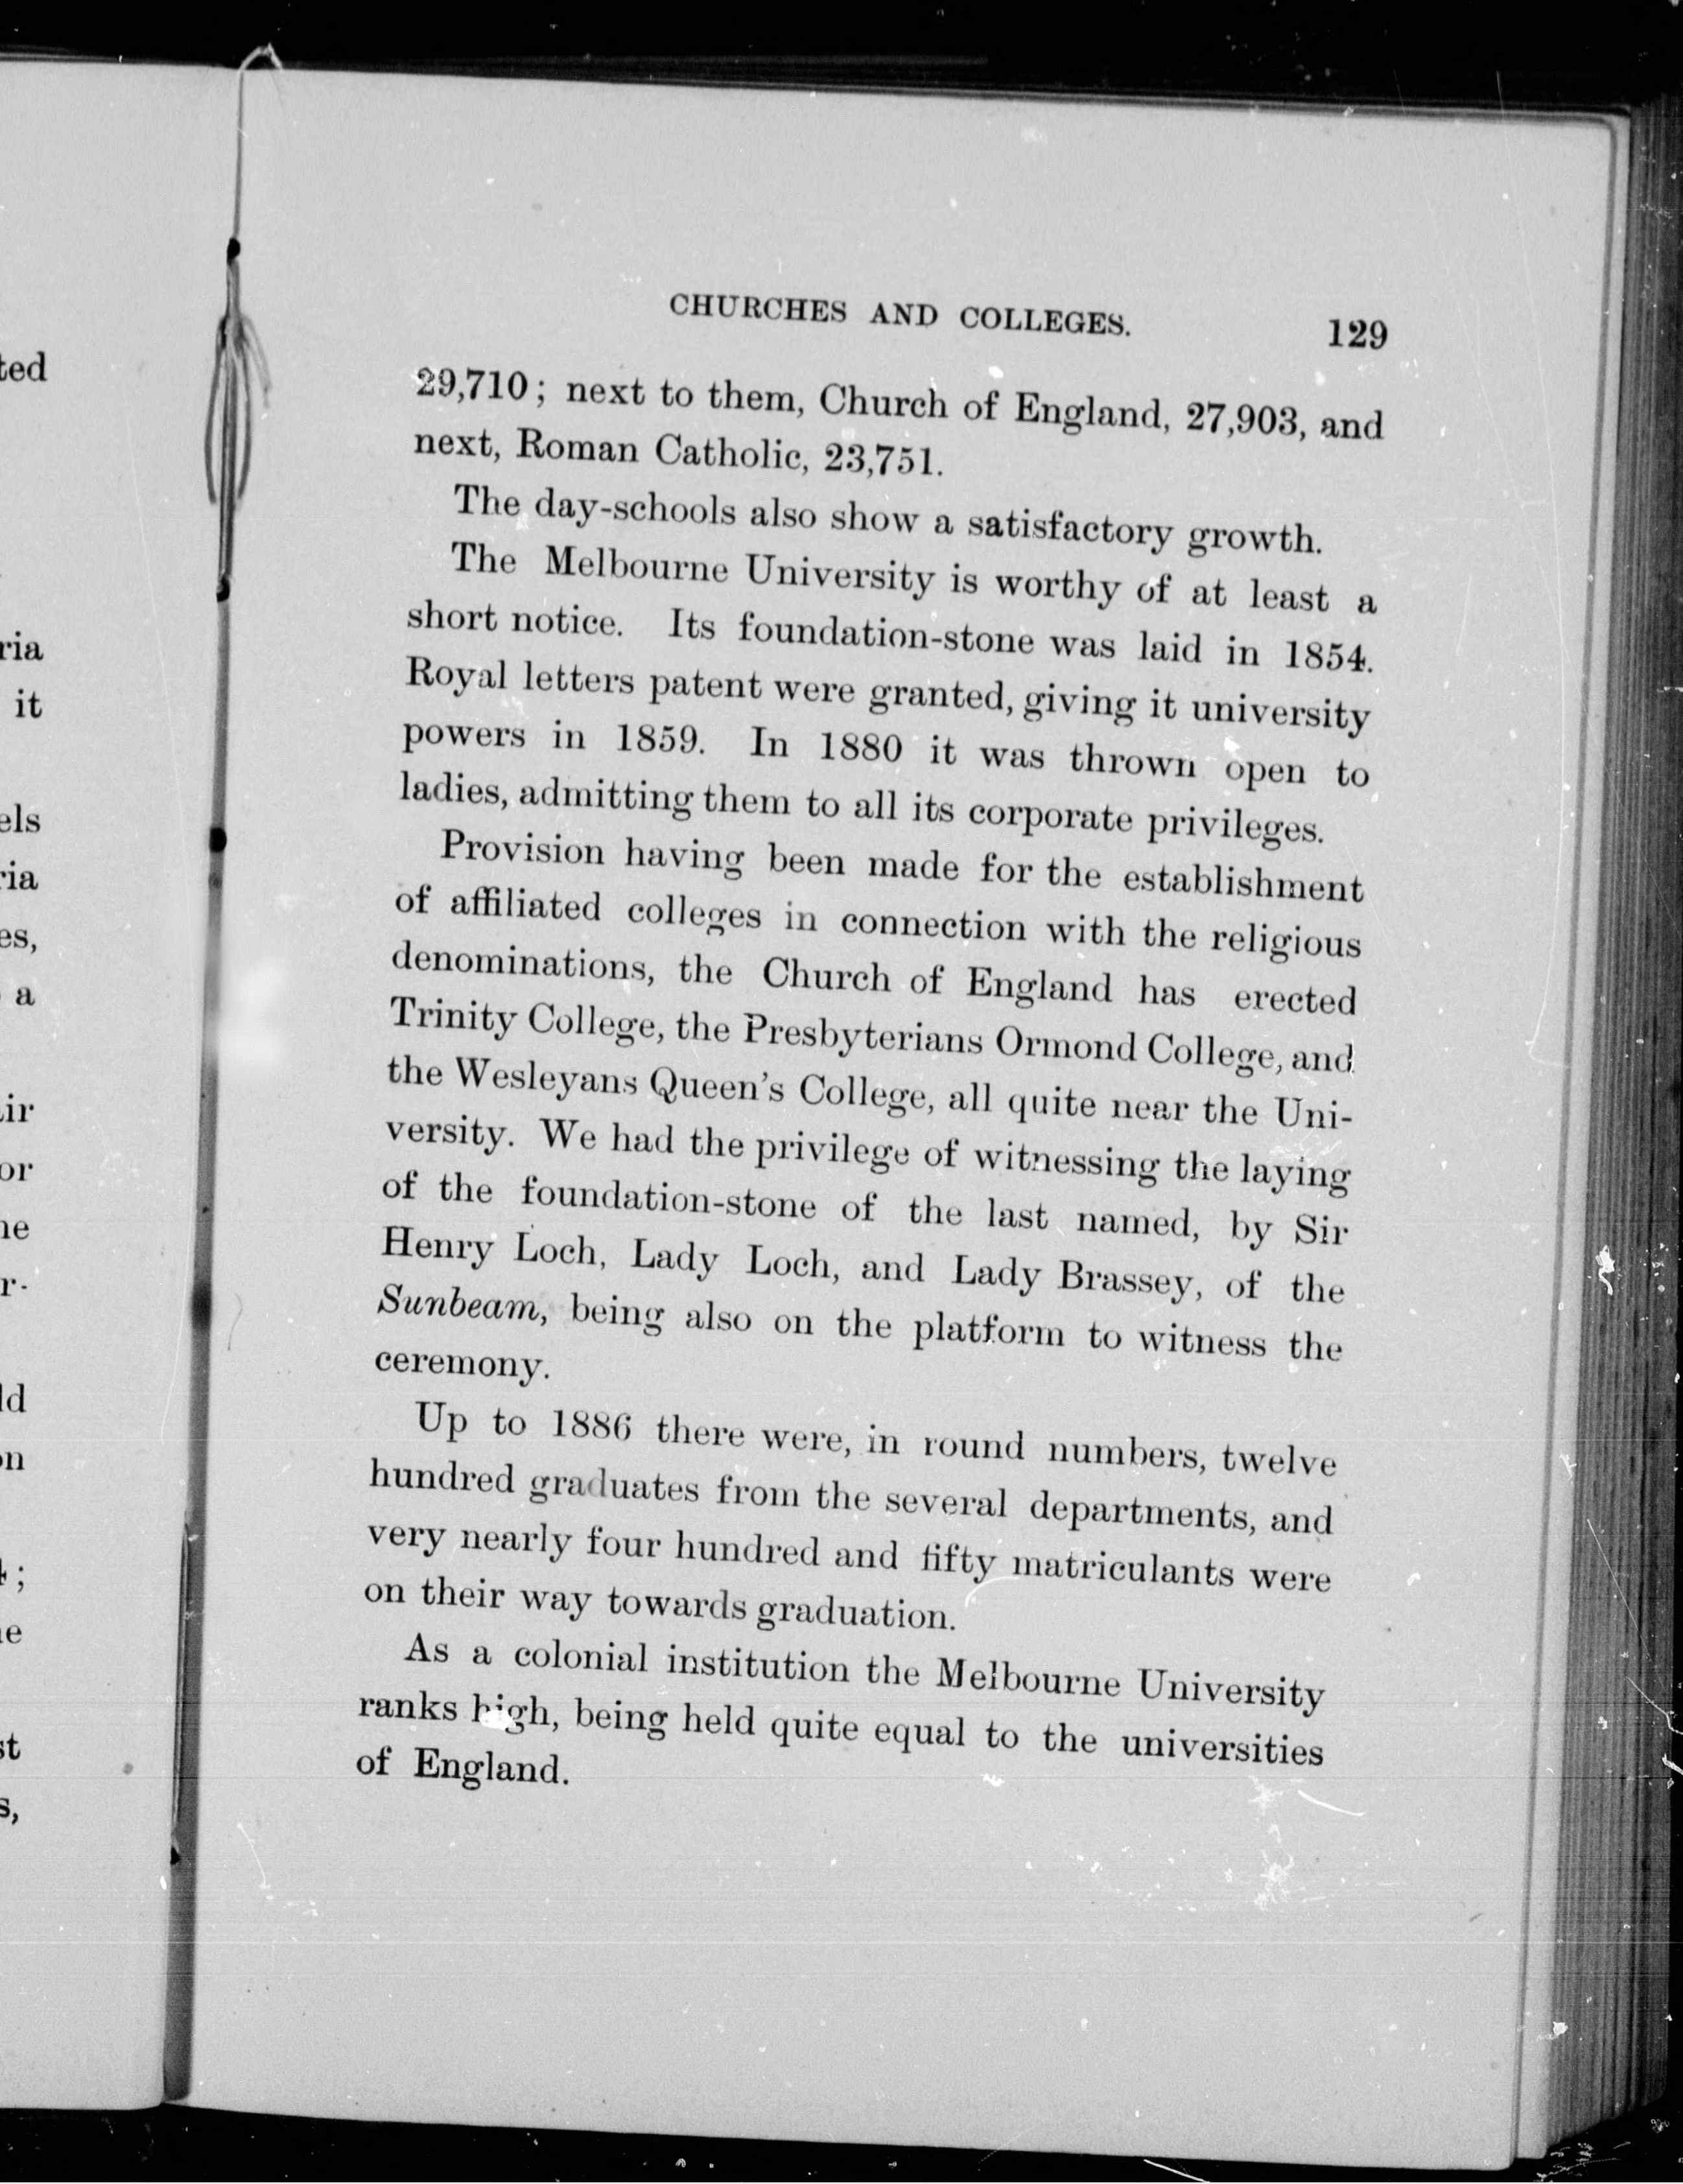 CHURCHES AND COLLEGES. 129
29,710; next to them, Church of England, 27,903, and
next, Roman Catholic, 23,751.
The day-schools also show a satisfactory growth.
The Melbourne University is worthy of at least a
short notice. Its foundation-stone was laid in 1854.
Royal letters patent were granted, giving it university
powers in 1859. In 1880 it was thrown open to
ladies, admitting them to all its corporate privileges.
Provision having been made for the establishment
of affiliated colleges in connection with the religious
denominations, the Church of England has erected
Trinity College, the Presbyterians Ormond College, and
the Wesleyans Queen's College, all quite near the Uni-
versity. We had the privilege of witnessing the laying
of the foundation-stone of the last named, by Sir
Henry Loch, Lady Loch, and Lady Brassey, of the
Sunbeam, being also on the platform to witness the
ceremony.
Up to 1886 there were, in round numbers, twelve
hundred graduates from the several departments, and
very nearly four hundred and fifty matriculants were
on their way towards graduation.
As a colonial institution the Melbourne University
ranks high, being held quite equal to the universities
of England.